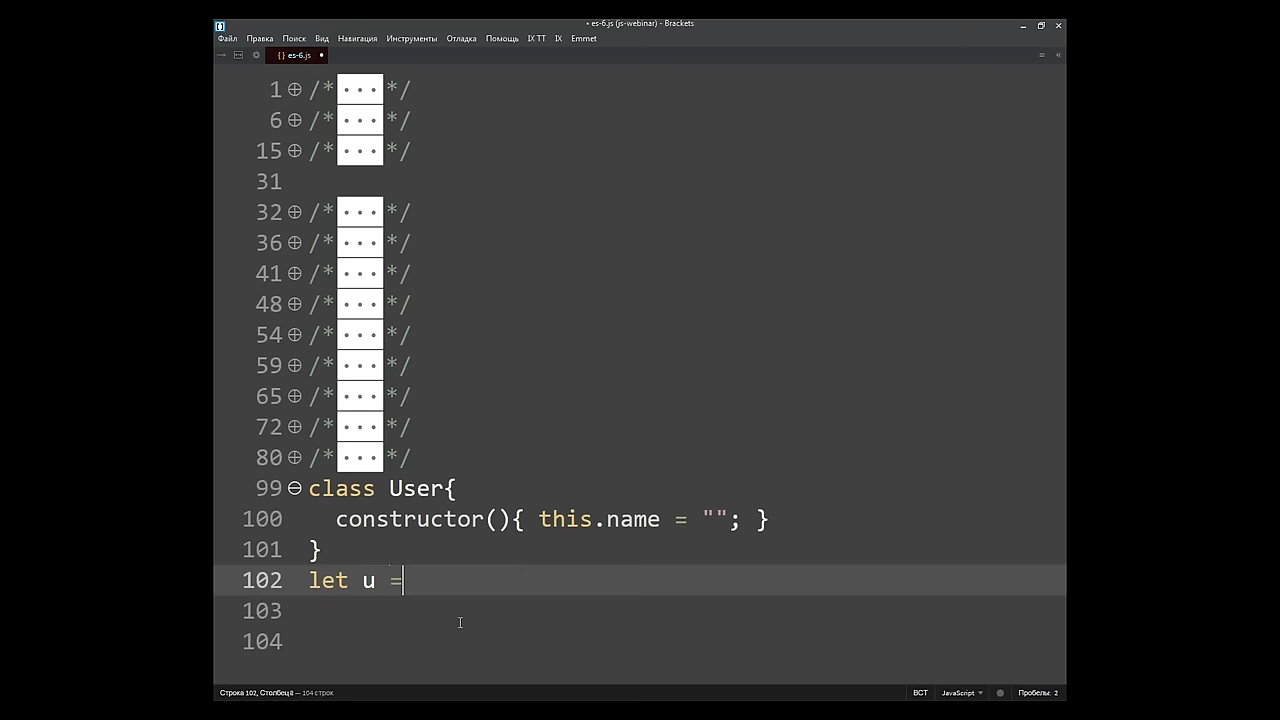 • es-6.js (js-webinar) - Brackets
Файл Правка Поиск Вид Навигация Инструменты Отладка Помощь IX TT IX Emmet
{ } es-6.js •
1 /*...*/
6 /*...*/
15 /*...*/
31
32 /*...*/
36 /*...*/
41 /*...*/
48 /*...*/
54 /*...*/
59 /*...*/
65 /*...*/
72 /*...*/
80 /*...*/
99 class User{
100 constructor(){ this.name = ""; }
101 }
102 let u =
103
104
Строка 102, Столбец 8 — 104 строк ВСТ JavaScript Пробелы: 2